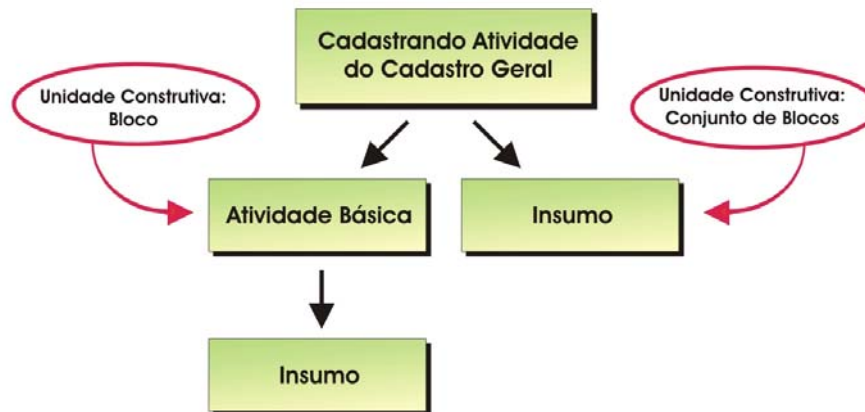 Cadastrando Atividade
do Cadastro Geral
Unidade Construtiva:
Bloco
Unidade Construtiva:
Conjunto de Blocos
Atividade Básica
Insumo
Insumo